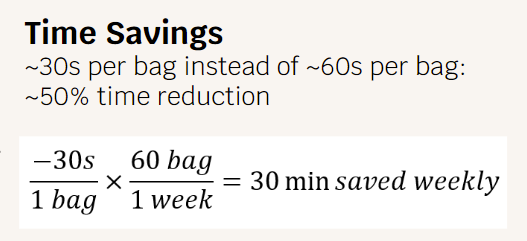 Time Savings
~30s per bag instead of ~60s per bag:
~50% time reduction
−30s / 1 bag × 60 bag / 1 week = 30 min saved weekly